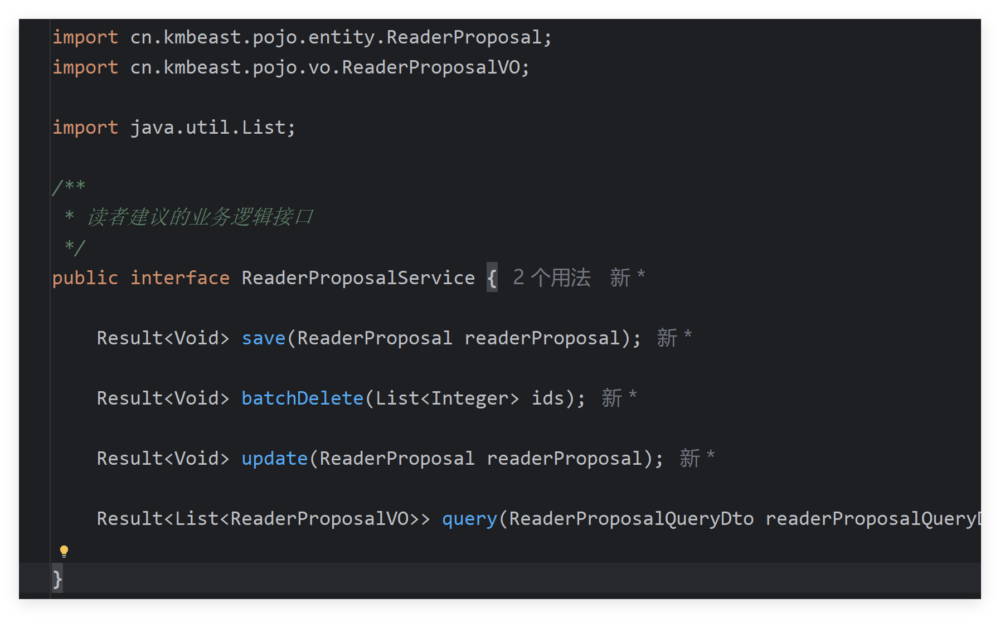 import cn.kmbeast.pojo.entity.ReaderProposal;
import cn.kmbeast.pojo.vo.ReaderProposalVO;
import java.util.List;
/**
* 读者建议的业务逻辑接口
*/
public interface ReaderProposalService { 2 个用法 新 *
Result<Void> save(ReaderProposal readerProposal); 新 *
Result<Void> batchDelete(List<Integer> ids); 新 *
Result<Void> update(ReaderProposal readerProposal); 新 *
Result<List<ReaderProposalVO>> query(ReaderProposalQueryDto readerProposalQueryD
}